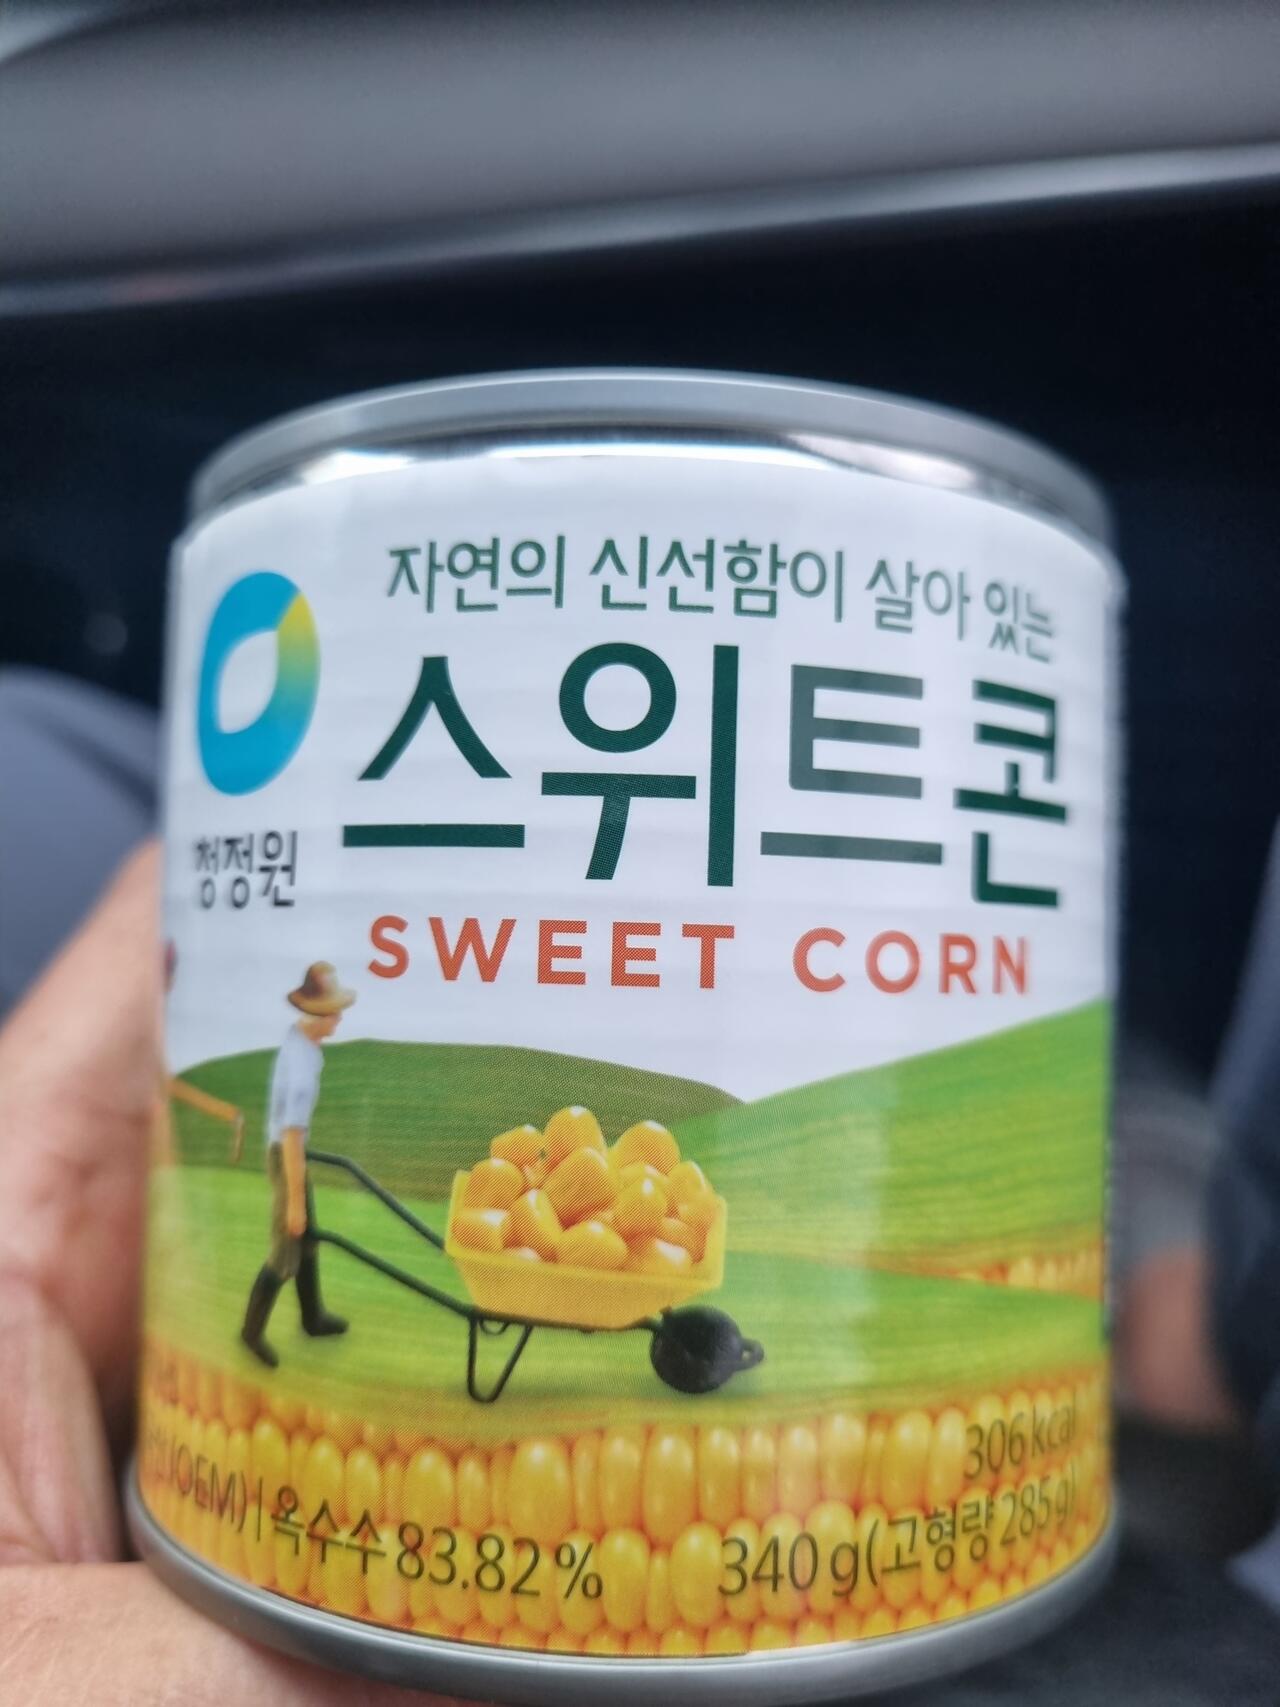 자연의 신선함이 살아 있는
스위트콘
청정원
SWEET CORN
306 kcal
(OEM) | 옥수수 83.82 %
340 g(고형량 285 g)